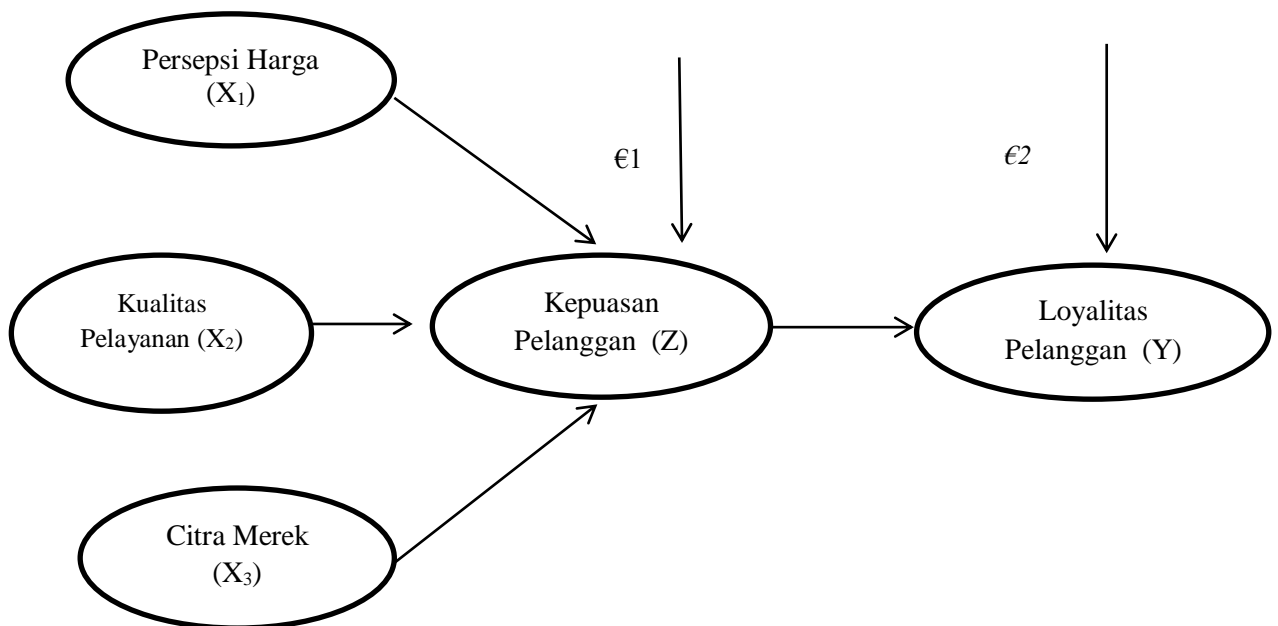 Persepsi Harga
(X₁)
€1
€2
Kualitas
Pelayanan (X₂)
Kepuasan
Pelanggan (Z)
Loyalitas
Pelanggan (Y)
Citra Merek
(X₃)